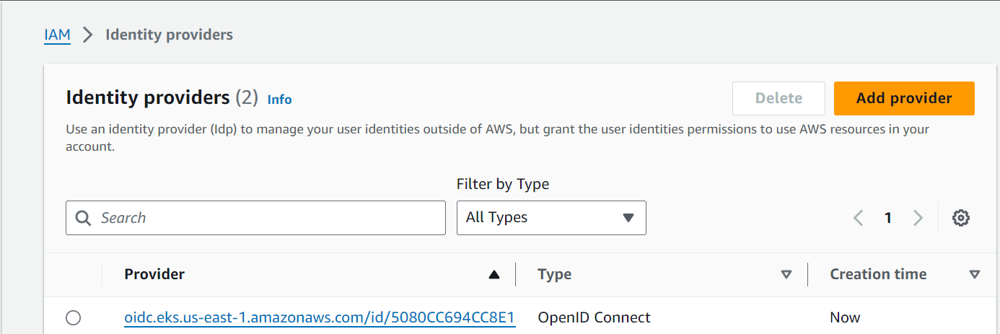 IAM > Identity providers
Identity providers (2) Info
Delete
Add provider
Use an identity provider (Idp) to manage your user identities outside of AWS, but grant the user identities permissions to use AWS resources in your
account.
Filter by Type
Search
All Types
1
Provider Type Creation time
oidc.eks.us-east-1.amazonaws.com/id/5080CC694CC8E1 OpenID Connect Now